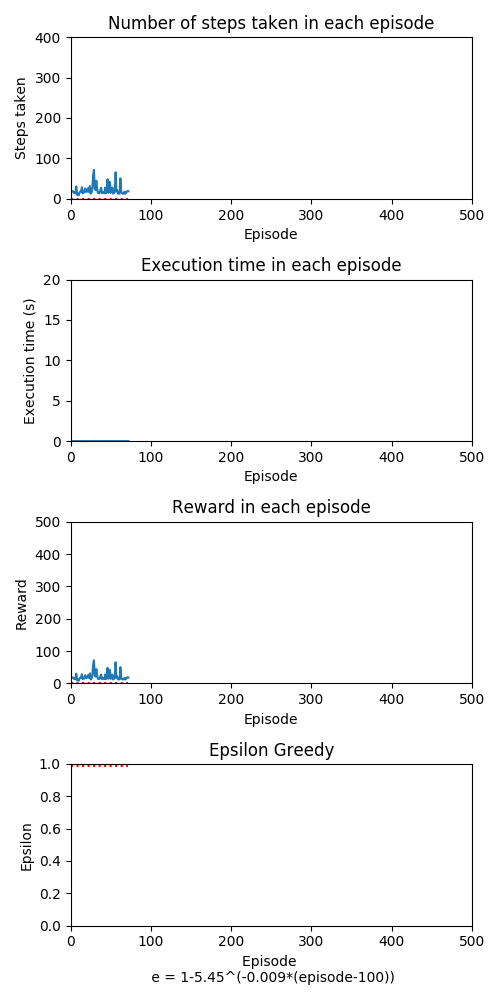 Number of steps taken in each episode
400
300
200
100
0
Steps taken
0 100 200 300 400 500
Episode
Execution time in each episode
20
15
10
5
0
Execution time (s)
0 100 200 300 400 500
Episode
Reward in each episode
500
400
300
200
100
0
Reward
0 100 200 300 400 500
Episode
Epsilon Greedy
1.0
0.8
0.6
0.4
0.2
0.0
Epsilon
0 100 200 300 400 500
Episode
e = 1-5.45^(-0.009*(episode-100))